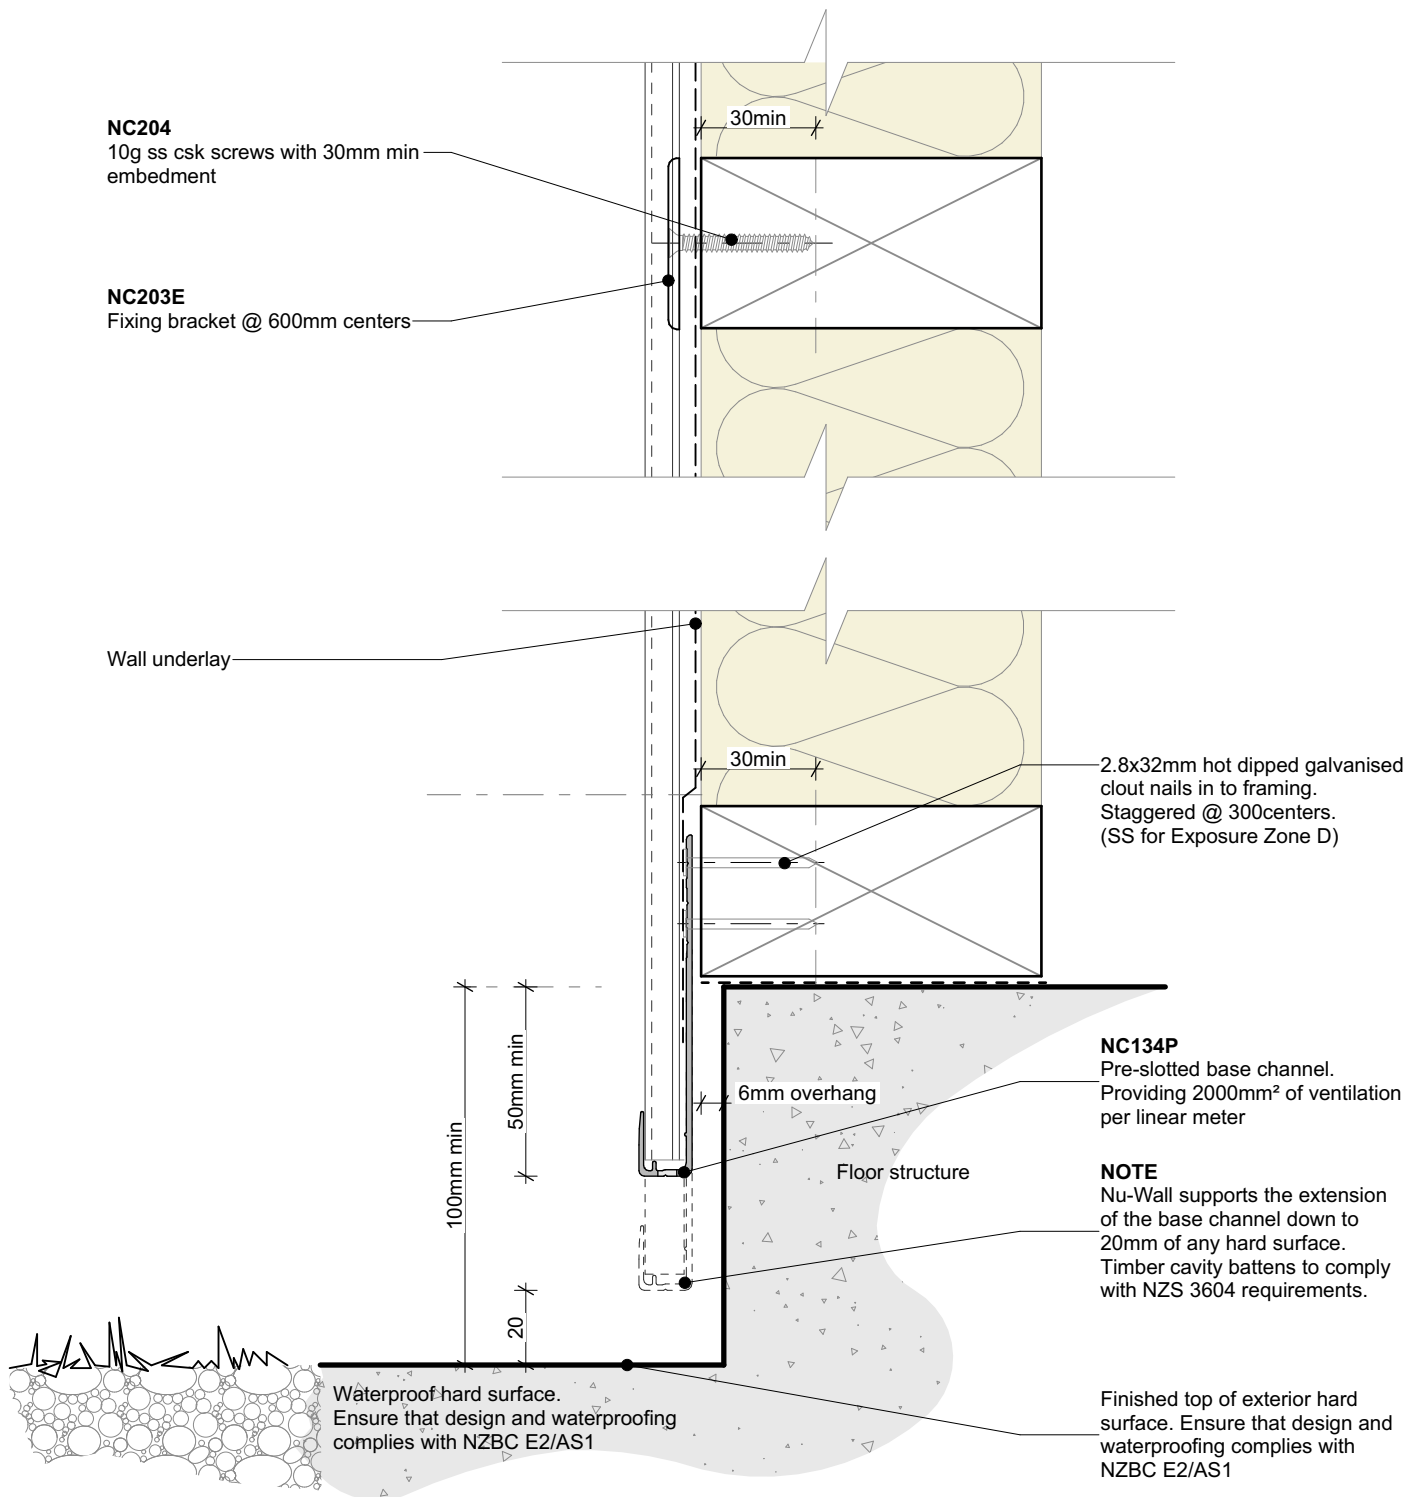 30min
NC204
10g ss csk screws with 30mm min
embedment
NC203E
Fixing bracket @ 600mm centers
Wall underlay
30min
2.8x32mm hot dipped galvanised
clout nails in to framing.
Staggered @ 300centers.
(SS for Exposure Zone D)
50mm min
100mm min
6mm overhang
NC134P
Pre-slotted base channel.
Providing 2000mm² of ventilation
per linear meter
Floor structure
NOTE
Nu-Wall supports the extension
of the base channel down to
20mm of any hard surface.
Timber cavity battens to comply
with NZS 3604 requirements.
20
Waterproof hard surface.
Ensure that design and waterproofing
complies with NZBC E2/AS1
Finished top of exterior hard
surface. Ensure that design and
waterproofing complies with
NZBC E2/AS1